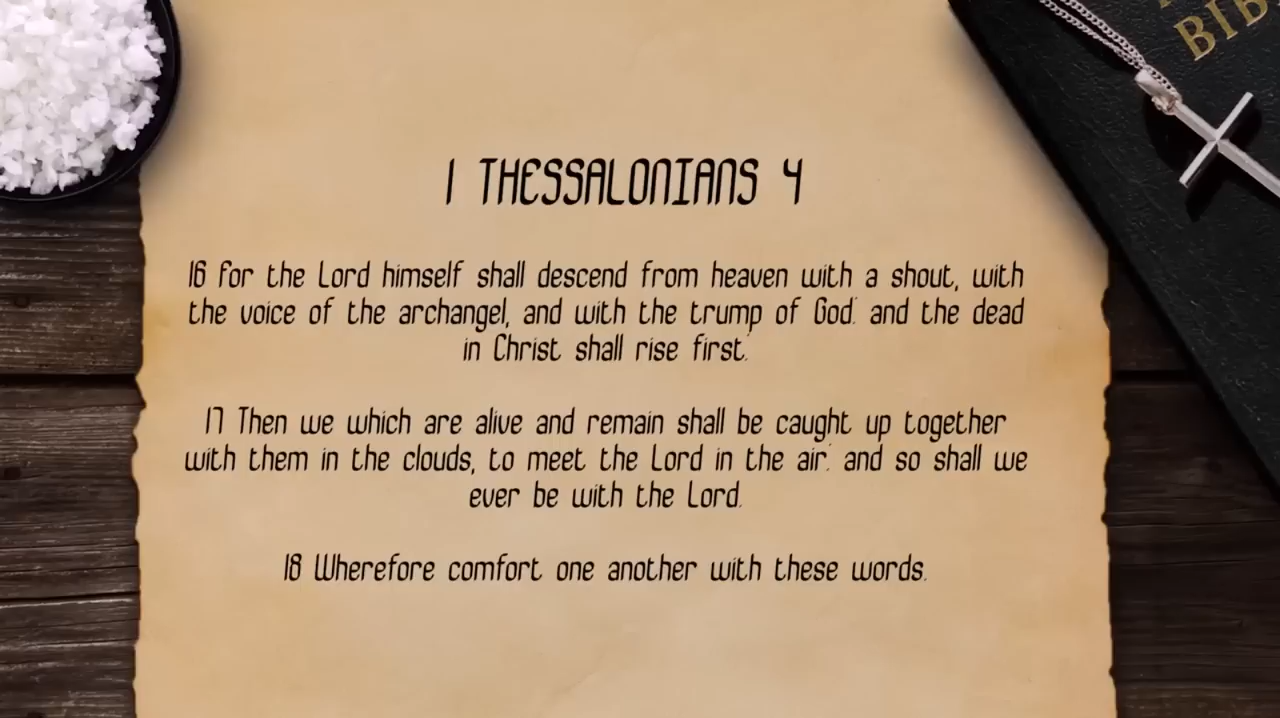 BIB
1 THESSALONIANS 4
16 for the Lord himself shall descend from heaven with a shout, with
the voice of the archangel, and with the trump of God: and the dead
in Christ shall rise first:
17 Then we which are alive and remain shall be caught up together
with them in the clouds, to meet the Lord in the air: and so shall we
ever be with the Lord.
18 Wherefore comfort one another with these words.